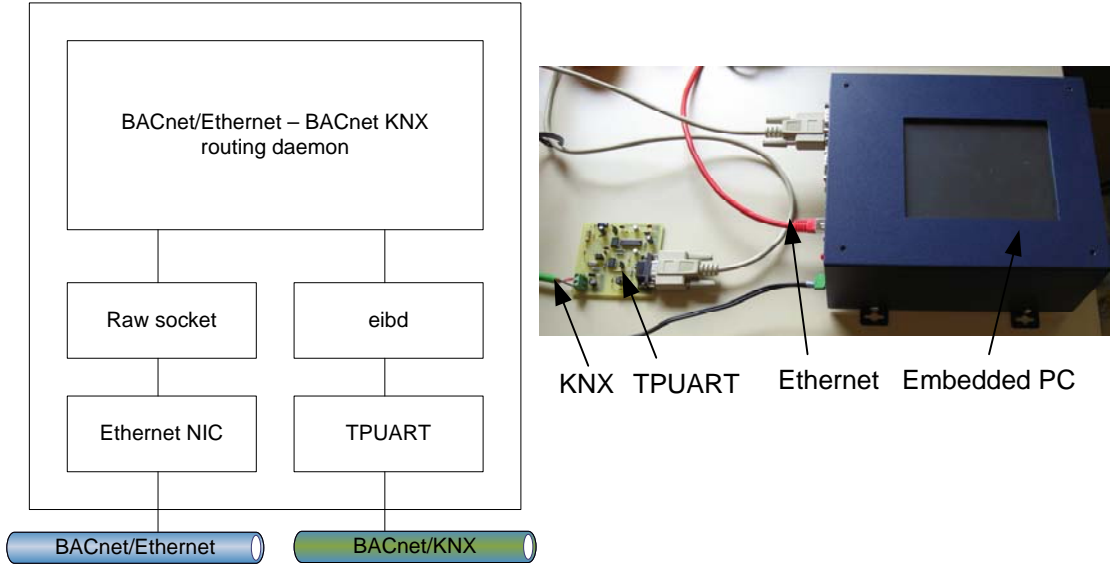 BACnet/Ethernet – BACnet KNX
routing daemon
Raw socket
eibd
Ethernet NIC
TPUART
BACnet/Ethernet
BACnet/KNX
KNX
TPUART
Ethernet
Embedded PC